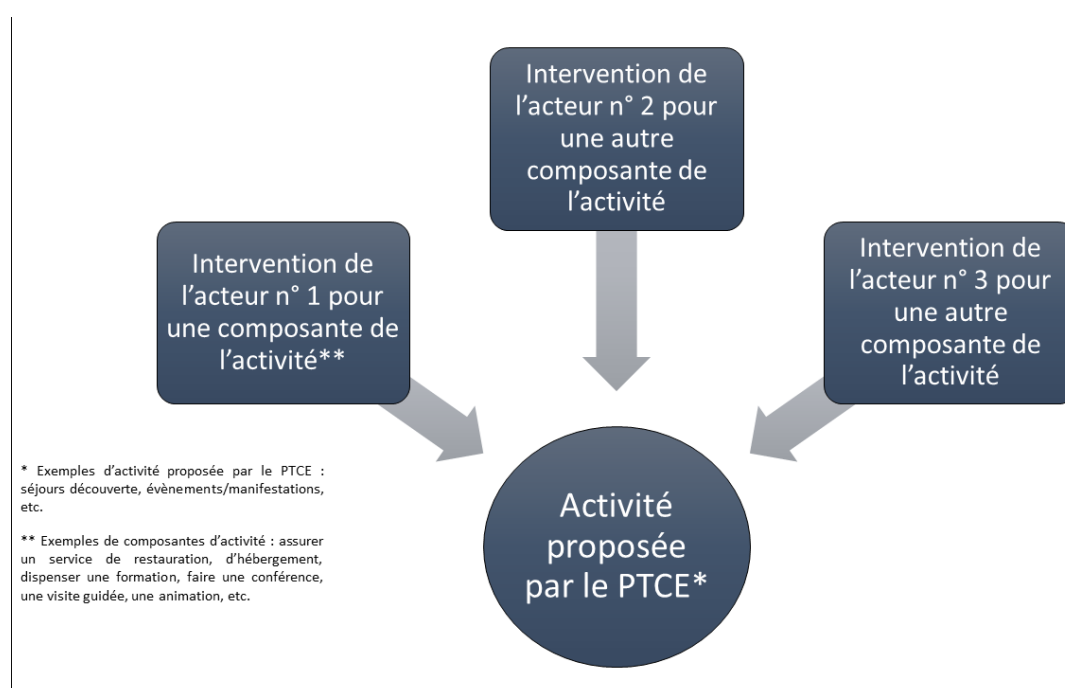 Intervention de
l'acteur n° 2 pour
une autre
composante de
l'activité
Intervention de
l'acteur n° 1 pour
une composante de
l'activité**
Intervention de
l'acteur n° 3 pour
une autre
composante de
l'activité
* Exemples d'activité proposée par le PTCE :
séjours découverte, évènements/manifestations,
etc.
** Exemples de composantes d'activité : assurer
un service de restauration, d'hébergement,
dispenser une formation, faire une conférence,
une visite guidée, une animation, etc.
Activité
proposée
par le PTCE*